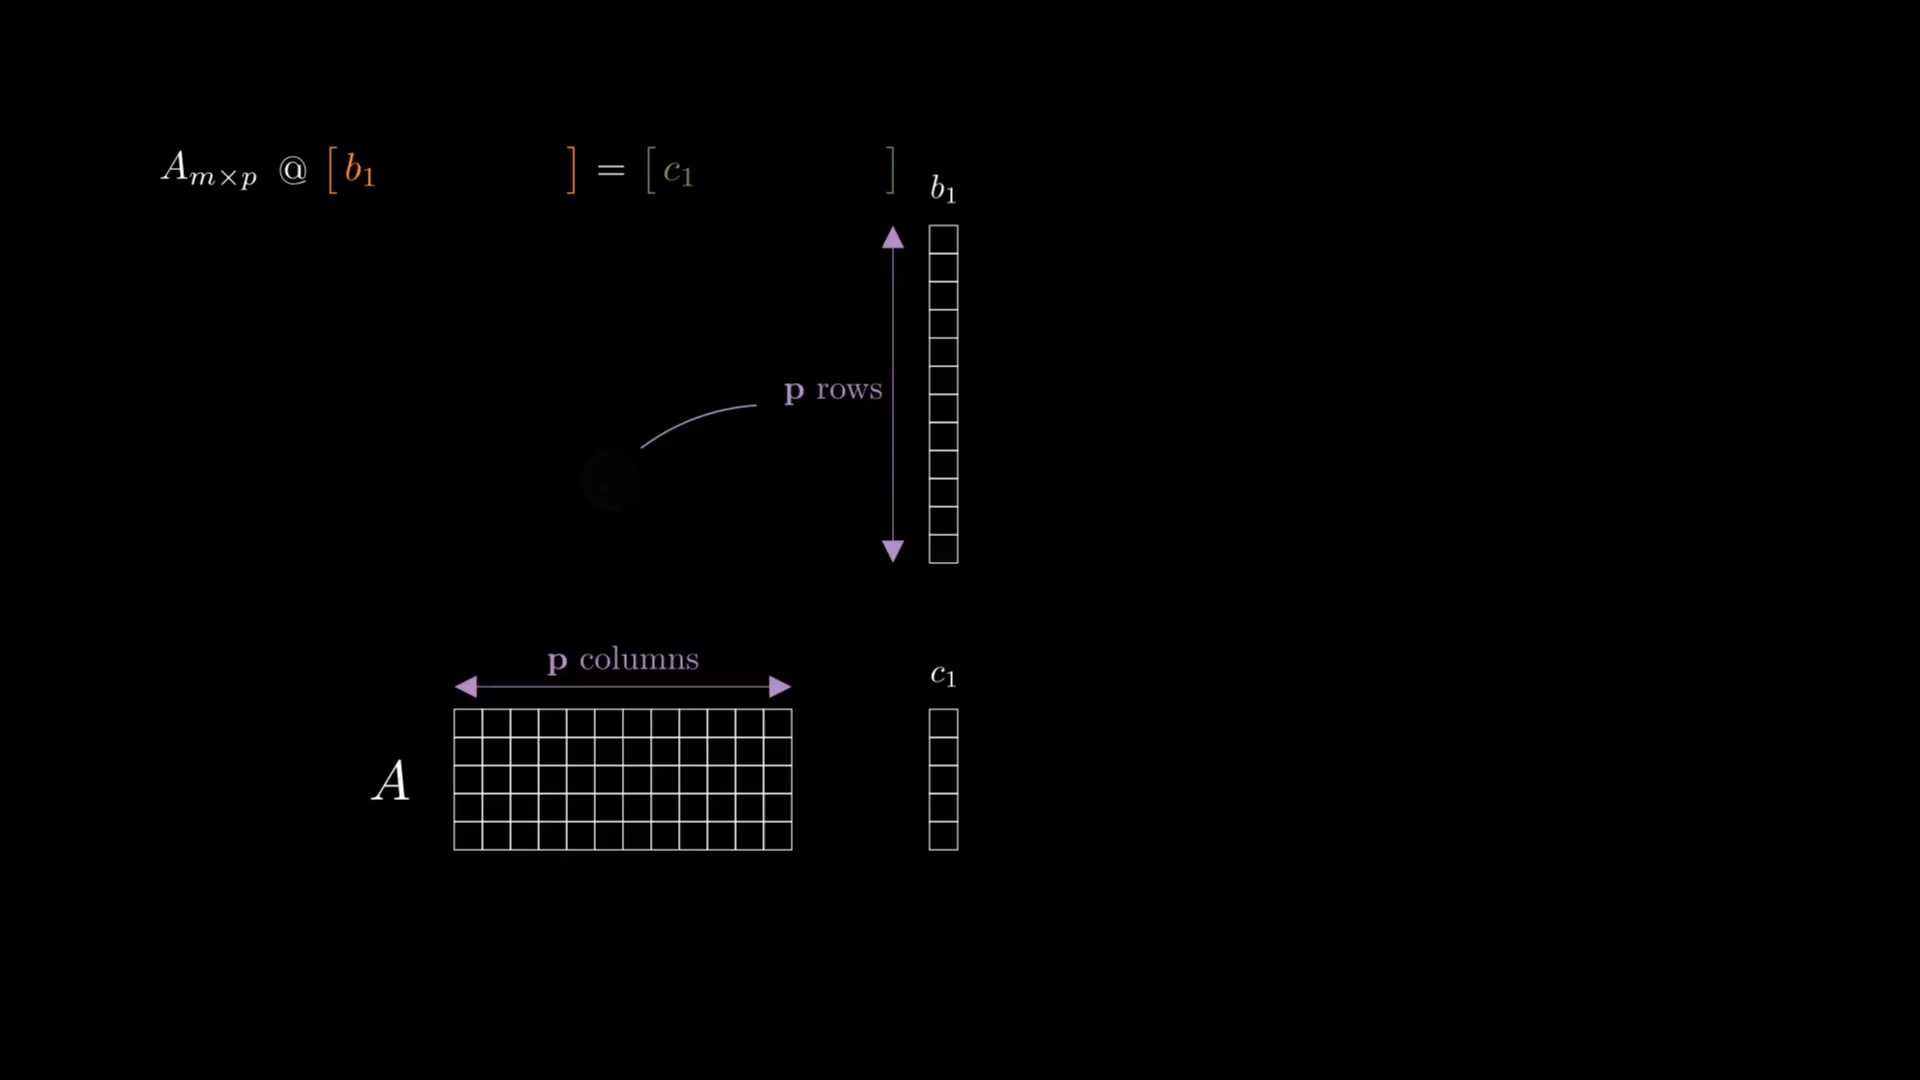 A_{m×p} @ [ b_1 ] = [ c_1 ]
b_1
p rows
p columns
c_1
A